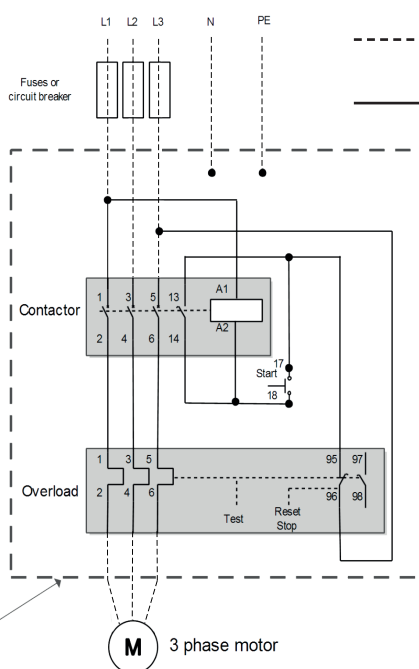 L1 L2 L3 N PE
Fuses or
circuit breaker
A1
1 3 5 13
Contactor
A2
2 4 6 14
17
Start
18
1 3 5 95 97
Overload
2 4 6 96 98
Test Reset
Stop
M 3 phase motor